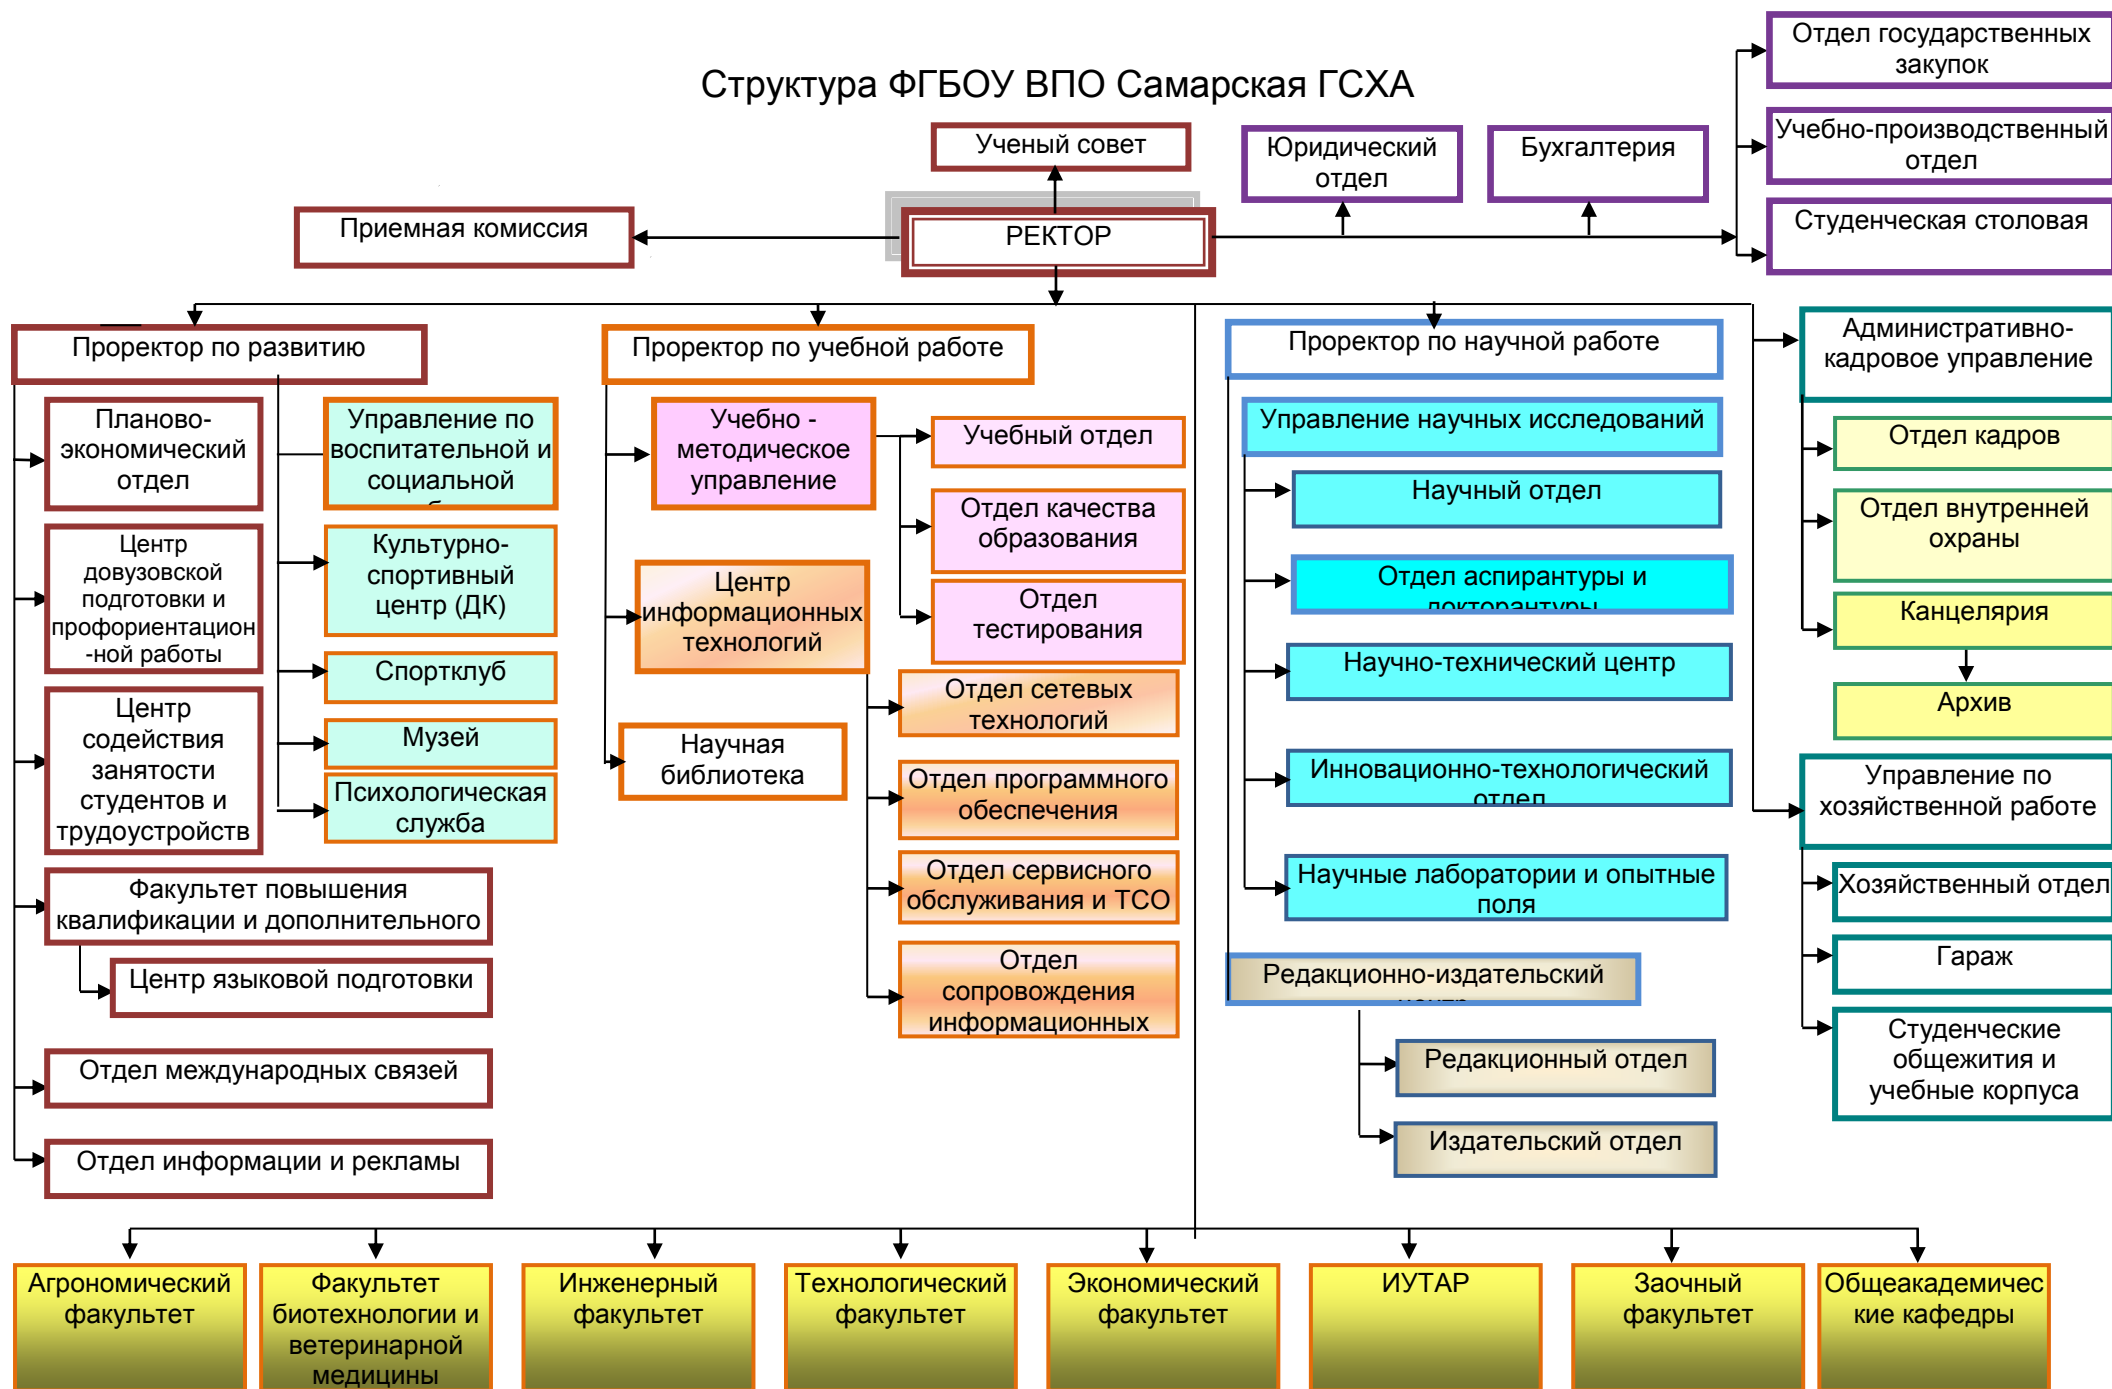 Структура ФГБОУ ВПО Самарская ГСХА
Отдел государственных
закупок
Учебно-производственный
отдел
Студенческая столовая
Ученый совет
Юридический
отдел
Бухгалтерия
Приемная комиссия
РЕКТОР
Проректор по развитию
Планово-
экономический
отдел
Центр
довузовской
подготовки и
профориентацион
-ной работы
Центр
содействия
занятости
студентов и
трудоустройств
Факультет повышения
квалификации и дополнительного
Центр языковой подготовки
Отдел международных связей
Отдел информации и рекламы
Управление по
воспитательной и
социальной
Культурно-
спортивный
центр (ДК)
Спортклуб
Музей
Психологическая
служба
Проректор по учебной работе
Учебно -
методическое
управление
Учебный отдел
Отдел качества
образования
Отдел
тестирования
Центр
информационных
технологий
Отдел сетевых
технологий
Отдел программного
обеспечения
Отдел сервисного
обслуживания и ТСО
Отдел
сопровождения
информационных
Научная
библиотека
Проректор по научной работе
Управление научных исследований
Научный отдел
Отдел аспирантуры и
докторантуры
Научно-технический центр
Инновационно-технологический
отдел
Научные лаборатории и опытные
поля
Редакционно-издательский
Редакционный отдел
Издательский отдел
Административно-
кадровое управление
Отдел кадров
Отдел внутренней
охраны
Канцелярия
Архив
Управление по
хозяйственной работе
Хозяйственный отдел
Гараж
Студенческие
общежития и
учебные корпуса
Агрономический
факультет
Факультет
биотехнологии и
ветеринарной
медицины
Инженерный
факультет
Технологический
факультет
Экономический
факультет
ИУТАР
Заочный
факультет
Общеакадемичес
кие кафедры